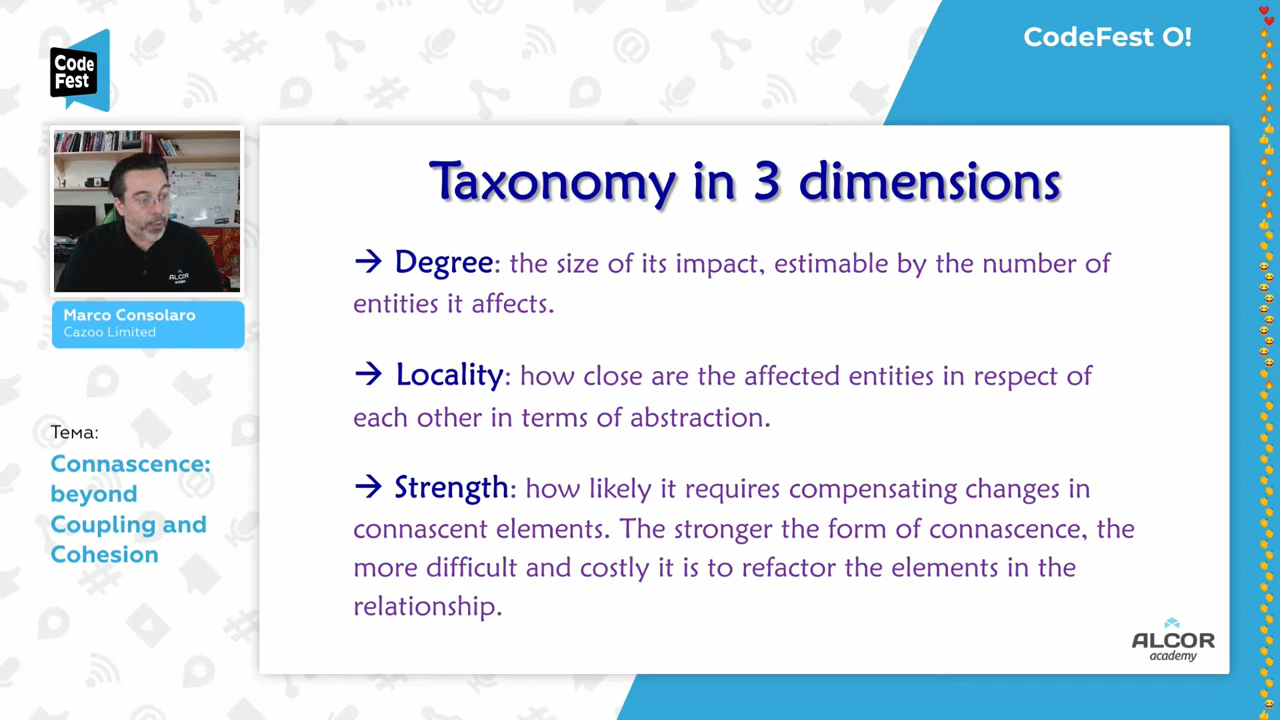 CodeFest O!
Code
Fest
Marco Consolaro
Cazoo Limited
Тема:
Connascence:
beyond
Coupling and
Cohesion
Taxonomy in 3 dimensions
→ Degree: the size of its impact, estimable by the number of
entities it affects.
→ Locality: how close are the affected entities in respect of
each other in terms of abstraction.
→ Strength: how likely it requires compensating changes in
connascent elements. The stronger the form of connascence, the
more difficult and costly it is to refactor the elements in the
relationship.
ALCOR
academy
ALCOR